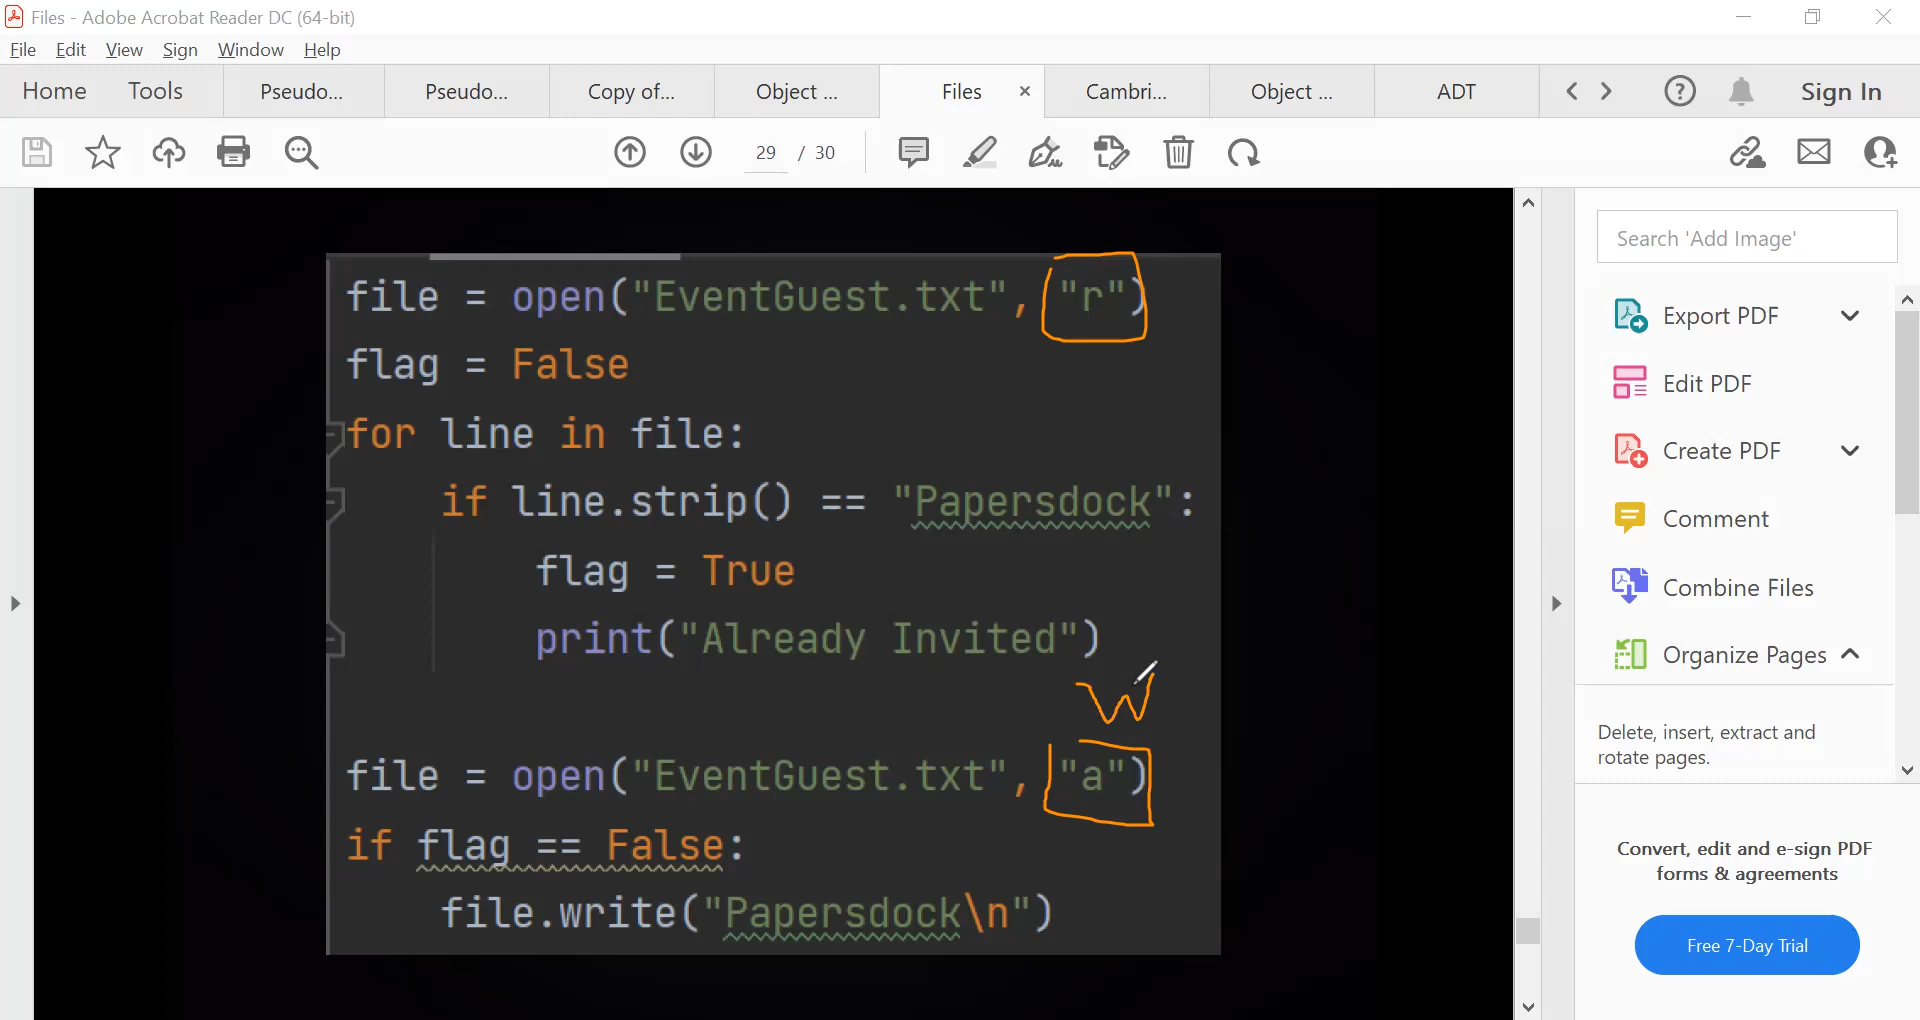 Files - Adobe Acrobat Reader DC (64-bit)
File Edit View Sign Window Help
Home Tools Pseudo... Pseudo... Copy of... Object ... Files × Cambri... Object ... ADT Sign In
29 / 30
Search 'Add Image'
file = open("EventGuest.txt", "r")
flag = False
for line in file:
if line.strip() == "Papersdock":
flag = True
print("Already Invited")
W
file = open("EventGuest.txt", "a")
if flag == False:
file.write("Papersdock\n")
Export PDF
Edit PDF
Create PDF
Comment
Combine Files
Organize Pages
Delete, insert, extract and
rotate pages.
Convert, edit and e-sign PDF
forms & agreements
Free 7-Day Trial